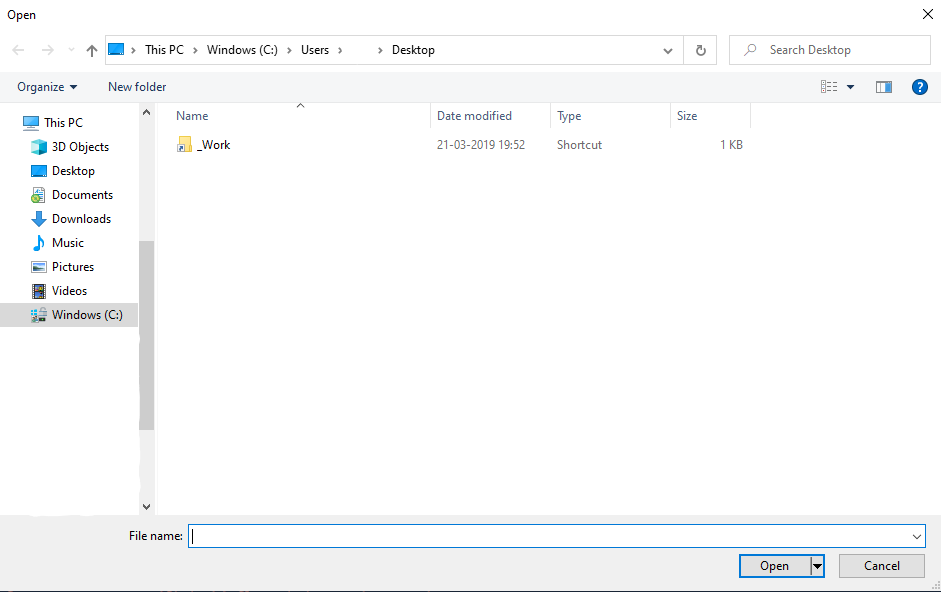 Open
This PC > Windows (C:) > Users > > Desktop
Search Desktop
Organize
New folder
?
Name Date modified Type Size
_Work 21-03-2019 19:52 Shortcut 1 KB
This PC
3D Objects
Desktop
Documents
Downloads
Music
Pictures
Videos
Windows (C:)
File name:
Open Cancel